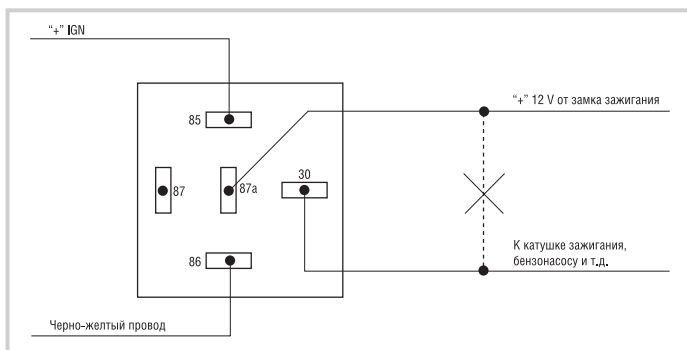 “+” IGN
“+” 12 V от замка зажигания
85
30
87
87a
86
К катушке зажигания,
бензонасосу и т.д.
Черно-желтый провод